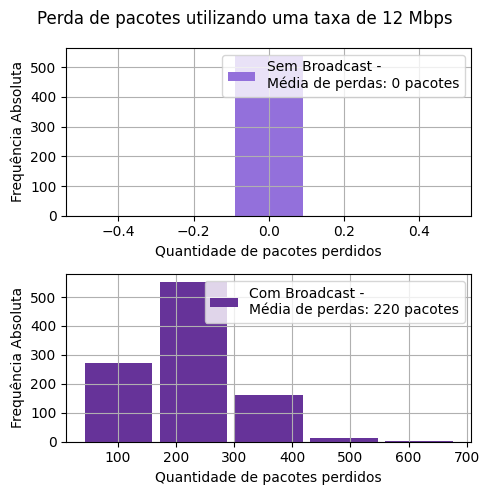 Perda de pacotes utilizando uma taxa de 12 Mbps
Frequência Absoluta
500
400
300
200
100
0
Sem Broadcast -
Média de perdas: 0 pacotes
−0.4 −0.2 0.0 0.2 0.4
Quantidade de pacotes perdidos
Frequência Absoluta
500
400
300
200
100
0
Com Broadcast -
Média de perdas: 220 pacotes
100 200 300 400 500 600 700
Quantidade de pacotes perdidos